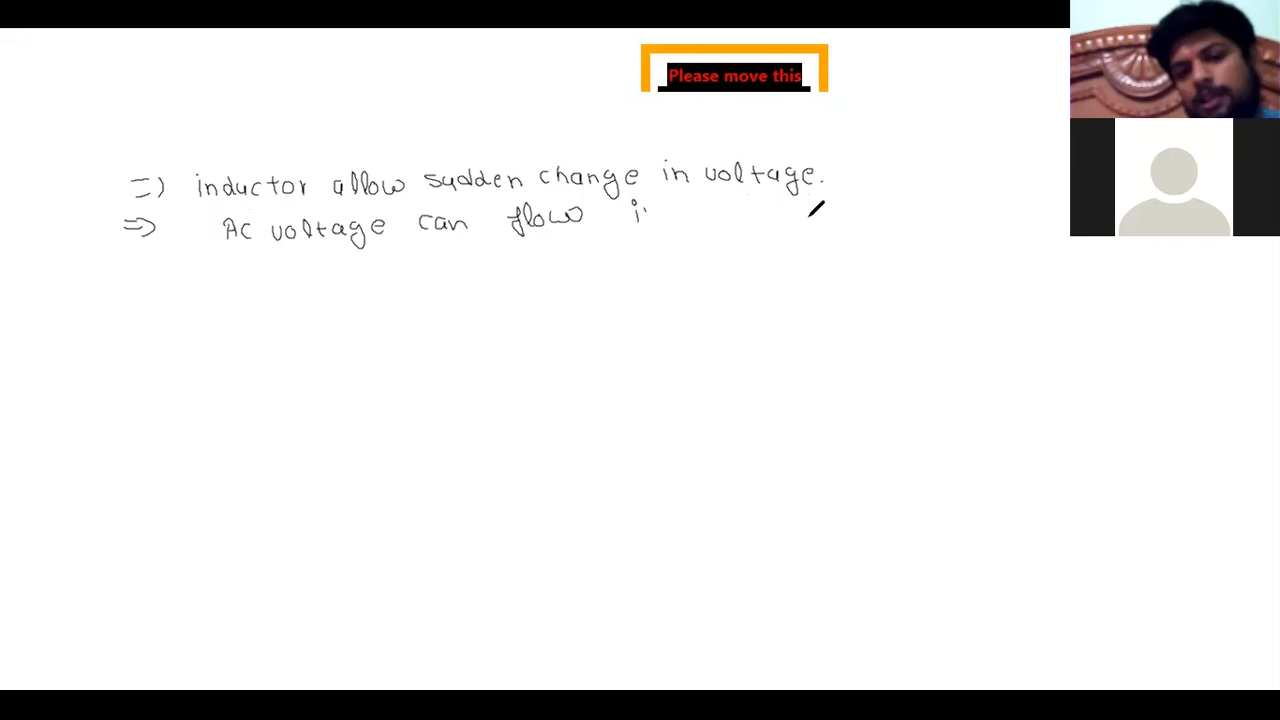 Please move this
=) inductor allow sudden change in voltage.
=> AC voltage can flow i